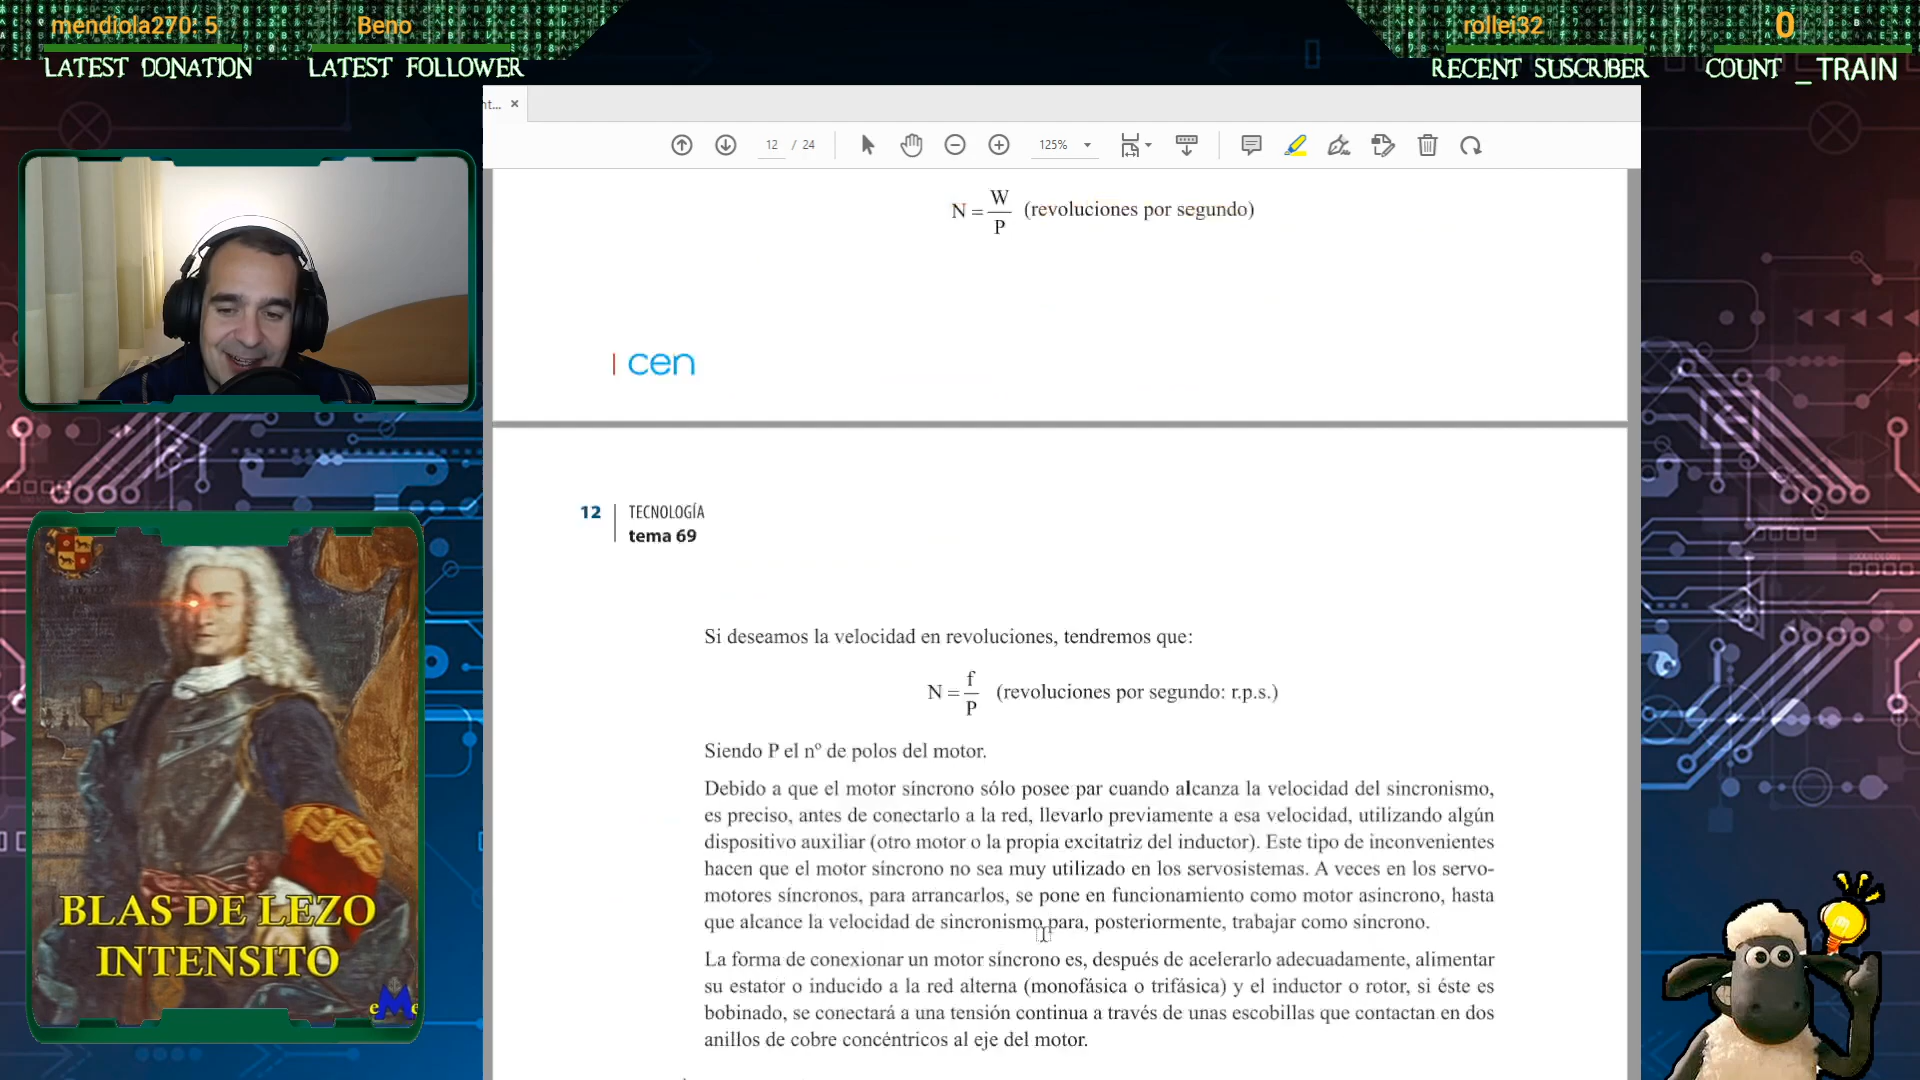 mendiola270: 5
Beno
rollei32
0
LATEST DONATION
LATEST FOLLOWER
RECENT SUSCRIBER
COUNT _TRAIN
nt... ×
12 / 24
125%
N = W/P (revoluciones por segundo)
cen
12
TECNOLOGÍA
tema 69
Si deseamos la velocidad en revoluciones, tendremos que:
N = f/P (revoluciones por segundo: r.p.s.)
Siendo P el nº de polos del motor.
Debido a que el motor síncrono sólo posee par cuando alcanza la velocidad del sincronismo,
es preciso, antes de conectarlo a la red, llevarlo previamente a esa velocidad, utilizando algún
dispositivo auxiliar (otro motor o la propia excitatriz del inductor). Este tipo de inconvenientes
hacen que el motor síncrono no sea muy utilizado en los servosistemas. A veces en los servo-
motores síncronos, para arrancarlos, se pone en funcionamiento como motor asincrono, hasta
que alcance la velocidad de sincronismo para, posteriormente, trabajar como síncrono.
La forma de conexionar un motor síncrono es, después de acelerarlo adecuadamente, alimentar
su estator o inducido a la red alterna (monofásica o trifásica) y el inductor o rotor, si éste es
bobinado, se conectará a una tensión continua a través de unas escobillas que contactan en dos
anillos de cobre concéntricos al eje del motor.
BLAS DE LEZO
INTENSITO
eMe